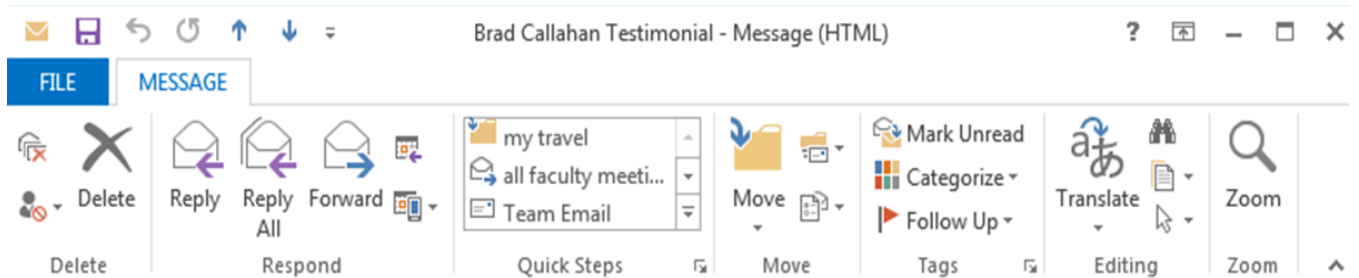 Brad Callahan Testimonial - Message (HTML) ?
FILE MESSAGE
Delete
Reply
Reply All
Forward
my travel
all faculty meeti...
Team Email
Move
Mark Unread
Categorize
Follow Up
Translate
Zoom
Delete Respond Quick Steps Move Tags Editing Zoom